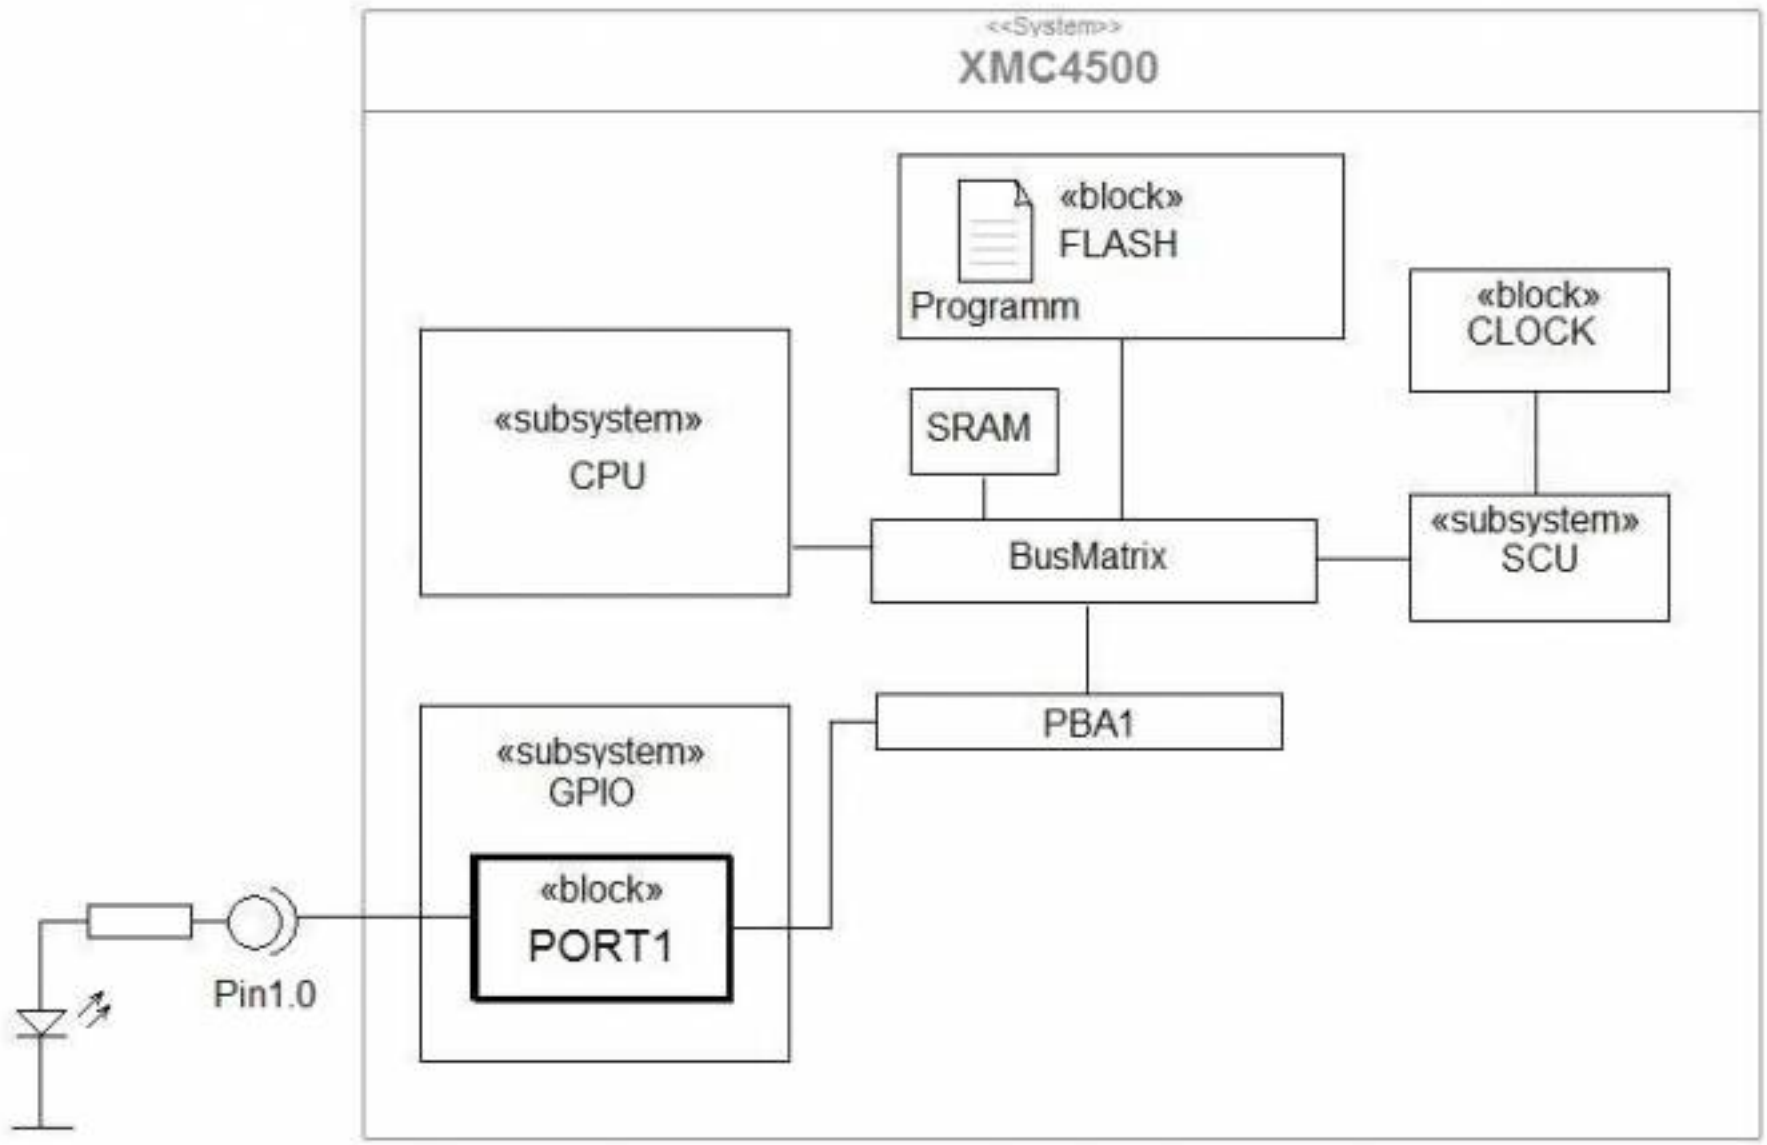 <<System>>
XMC4500
«block»
FLASH
Programm
«block»
CLOCK
«subsystem»
CPU
SRAM
BusMatrix
«subsystem»
SCU
PBA1
«subsystem»
GPIO
«block»
PORT1
Pin1.0